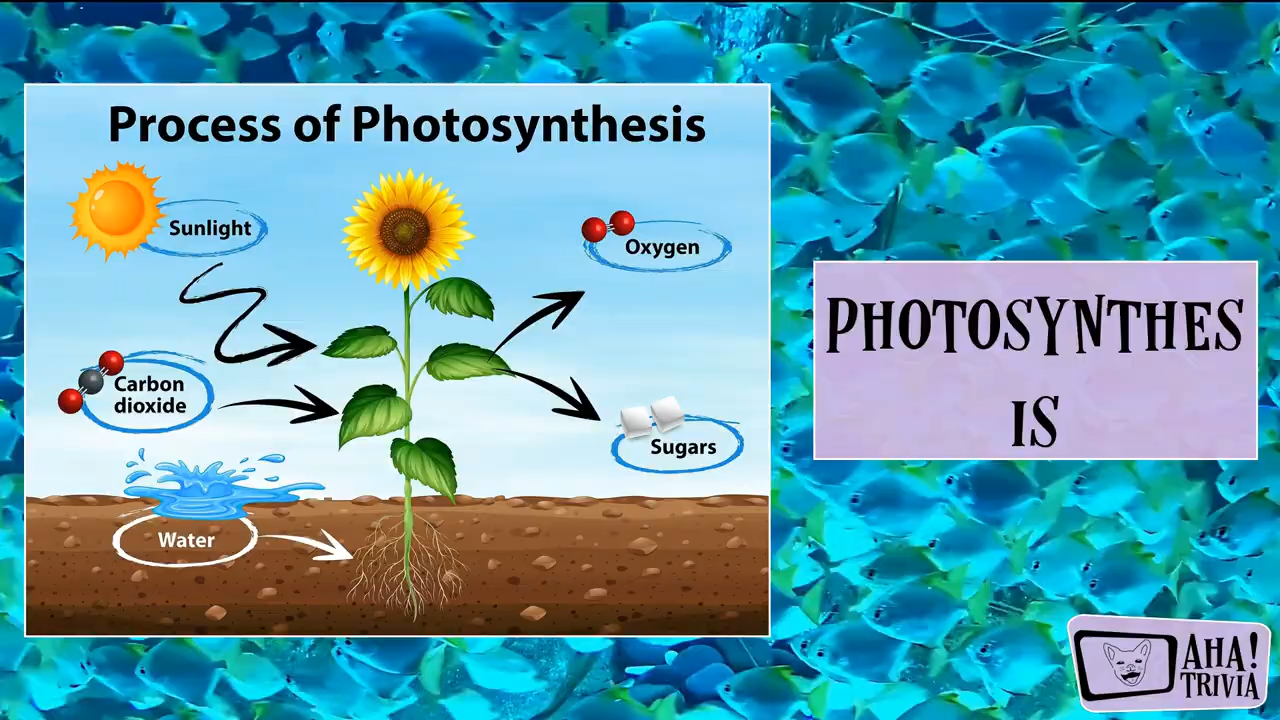 Process of Photosynthesis
Sunlight
Oxygen
Carbon
dioxide
Sugars
Water
PHOTOSYNTHES
IS
AHA!
TRIVIA